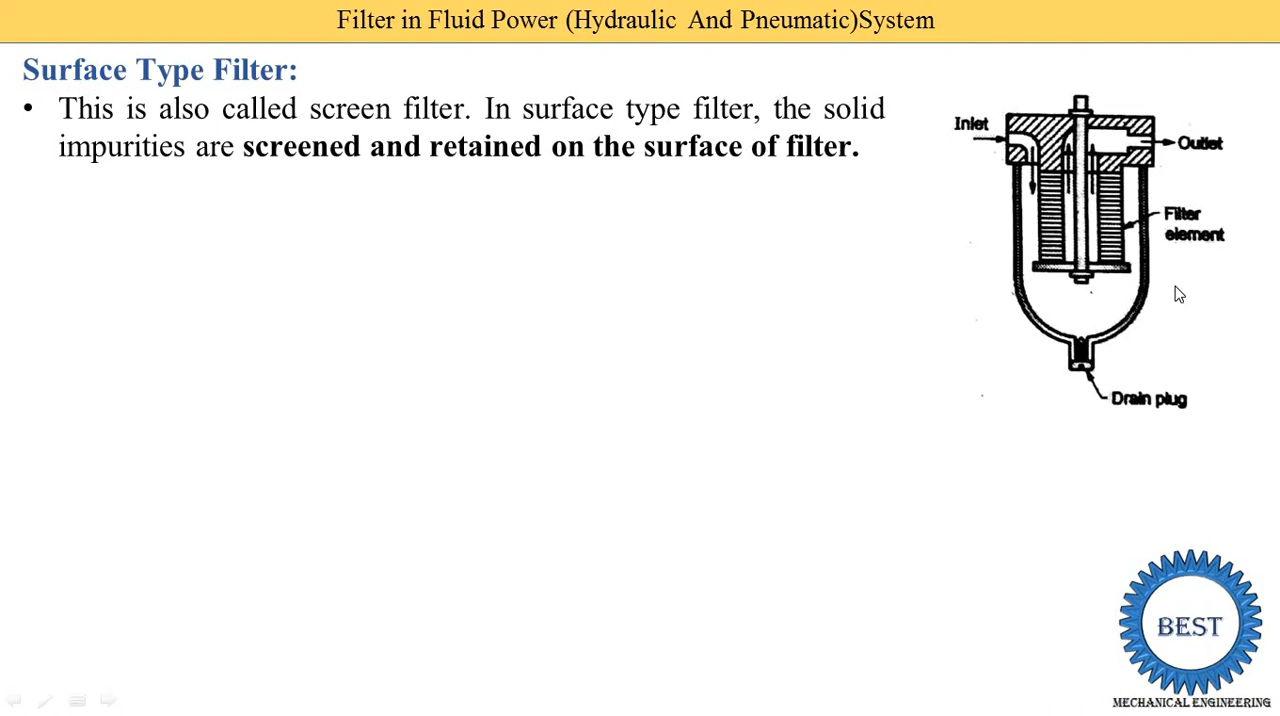 Filter in Fluid Power (Hydraulic And Pneumatic)System
Surface Type Filter:
• This is also called screen filter. In surface type filter, the solid
impurities are screened and retained on the surface of filter.
Inlet
Outlet
Filter
element
Drain plug
BEST
MECHANICAL ENGINEERING